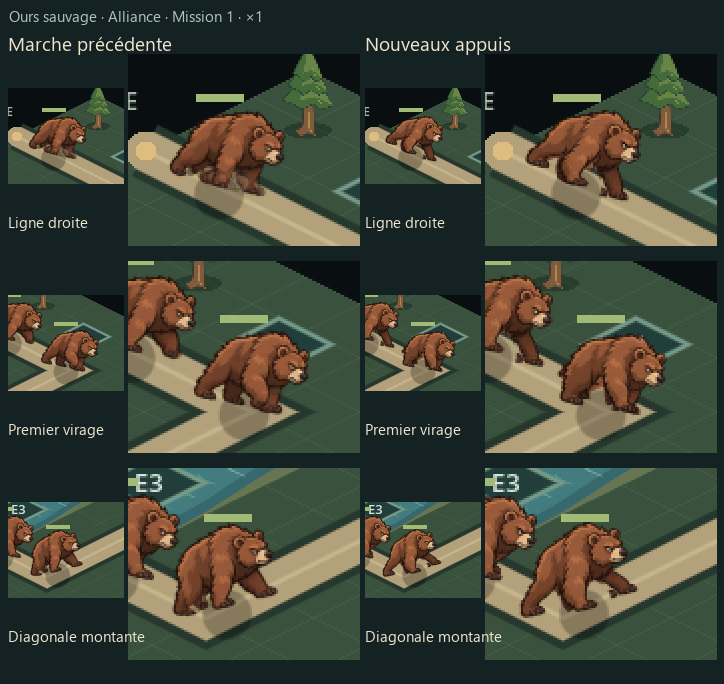 Ours sauvage · Alliance · Mission 1 · ×1
Marche précédente
Nouveaux appuis
E
E
E
E
Ligne droite
Ligne droite
Premier virage
Premier virage
E3
E3
E3
E3
Diagonale montante
Diagonale montante